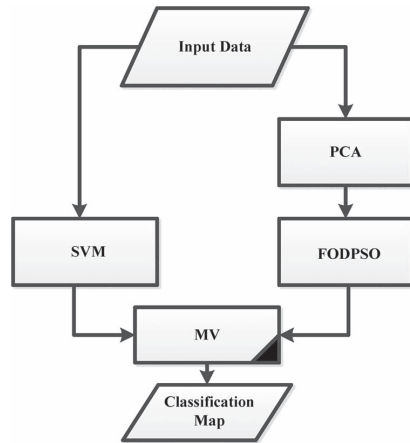 Input Data
PCA
SVM
FODPSO
MV
Classification
Map